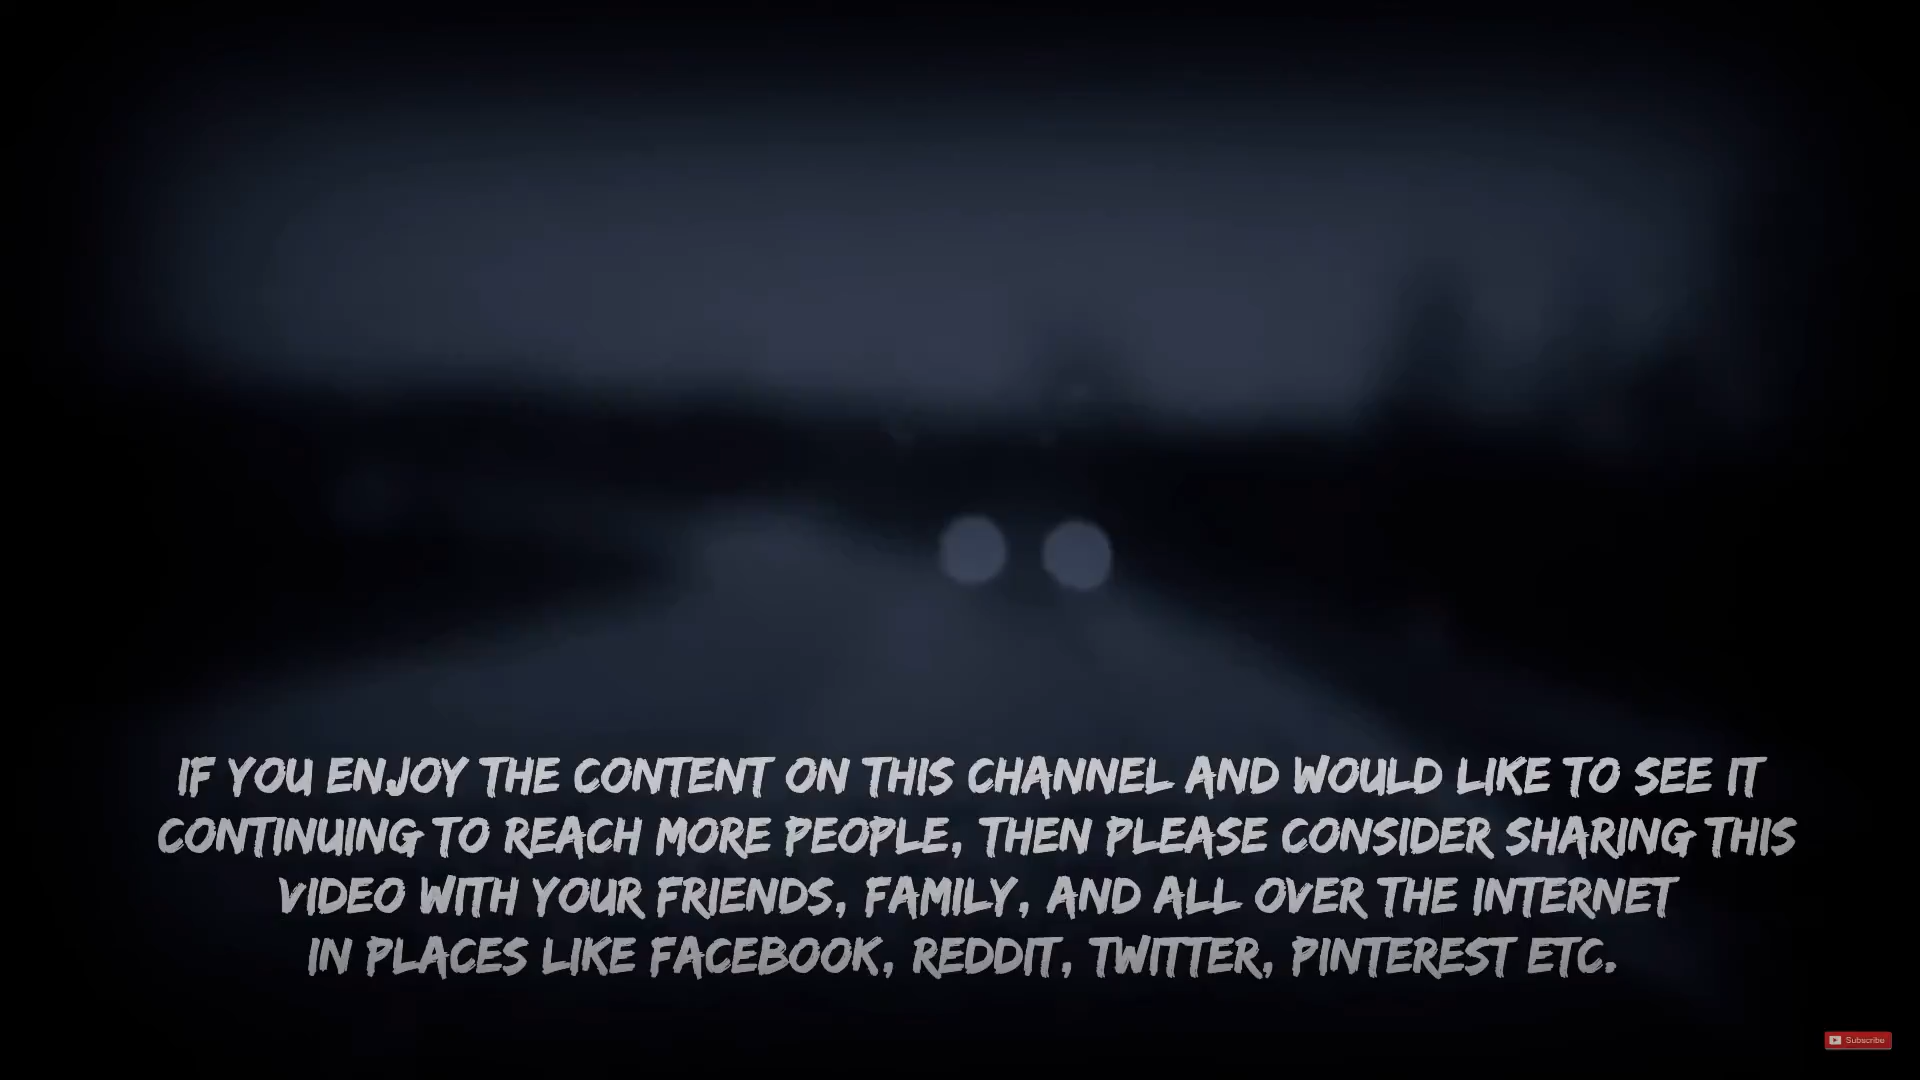 IF YOU ENJOY THE CONTENT ON THIS CHANNEL AND WOULD LIKE TO SEE IT
CONTINUING TO REACH MORE PEOPLE, THEN PLEASE CONSIDER SHARING THIS
VIDEO WITH YOUR FRIENDS, FAMILY, AND ALL OVER THE INTERNET
IN PLACES LIKE FACEBOOK, REDDIT, TWITTER, PINTEREST ETC.
Subscribe